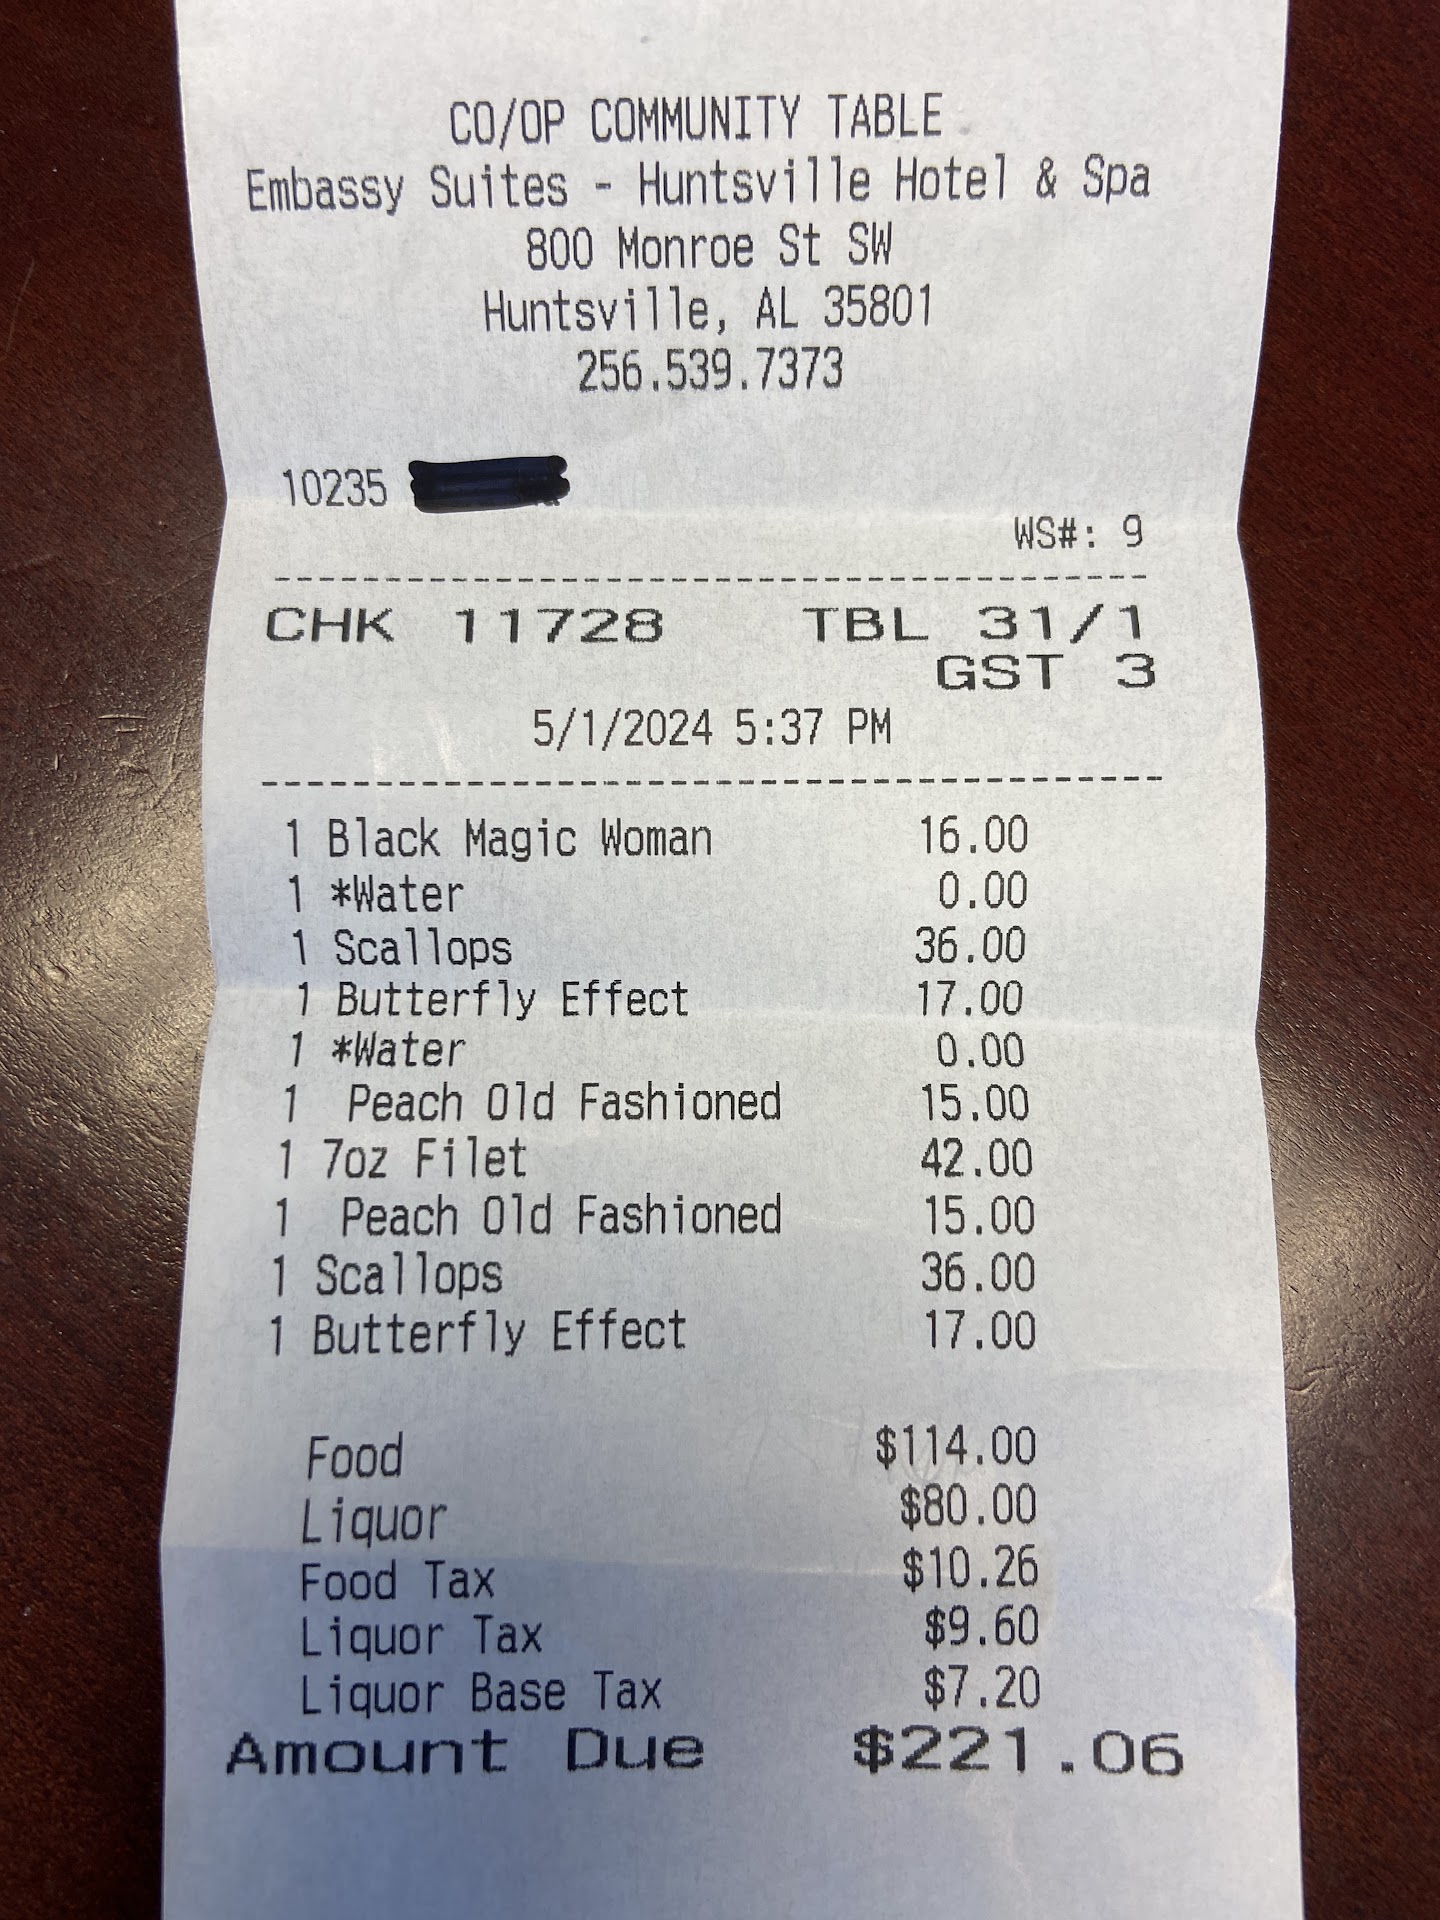 CO/OP COMMUNITY TABLE
Embassy Suites - Huntsville Hotel & Spa
800 Monroe St SW
Huntsville, AL 35801
256.539.7373
10235
WS#: 9
CHK 11728 TBL 31/1
GST 3
5/1/2024 5:37 PM
1 Black Magic Woman 16.00
1 *Water 0.00
1 Scallops 36.00
1 Butterfly Effect 17.00
1 *Water 0.00
1 Peach Old Fashioned 15.00
1 7oz Filet 42.00
1 Peach Old Fashioned 15.00
1 Scallops 36.00
1 Butterfly Effect 17.00
Food $114.00
Liquor $80.00
Food Tax $10.26
Liquor Tax $9.60
Liquor Base Tax $7.20
Amount Due $221.06